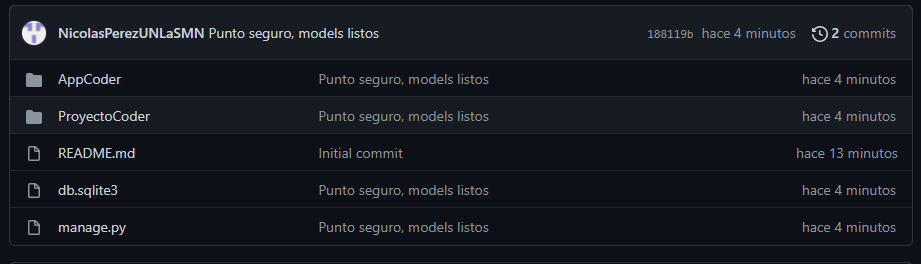 NicolasPerezUNLaSMN Punto seguro, models listos 188119b hace 4 minutos 2 commits
AppCoder Punto seguro, models listos hace 4 minutos
ProyectoCoder Punto seguro, models listos hace 4 minutos
README.md Initial commit hace 13 minutos
db.sqlite3 Punto seguro, models listos hace 4 minutos
manage.py Punto seguro, models listos hace 4 minutos